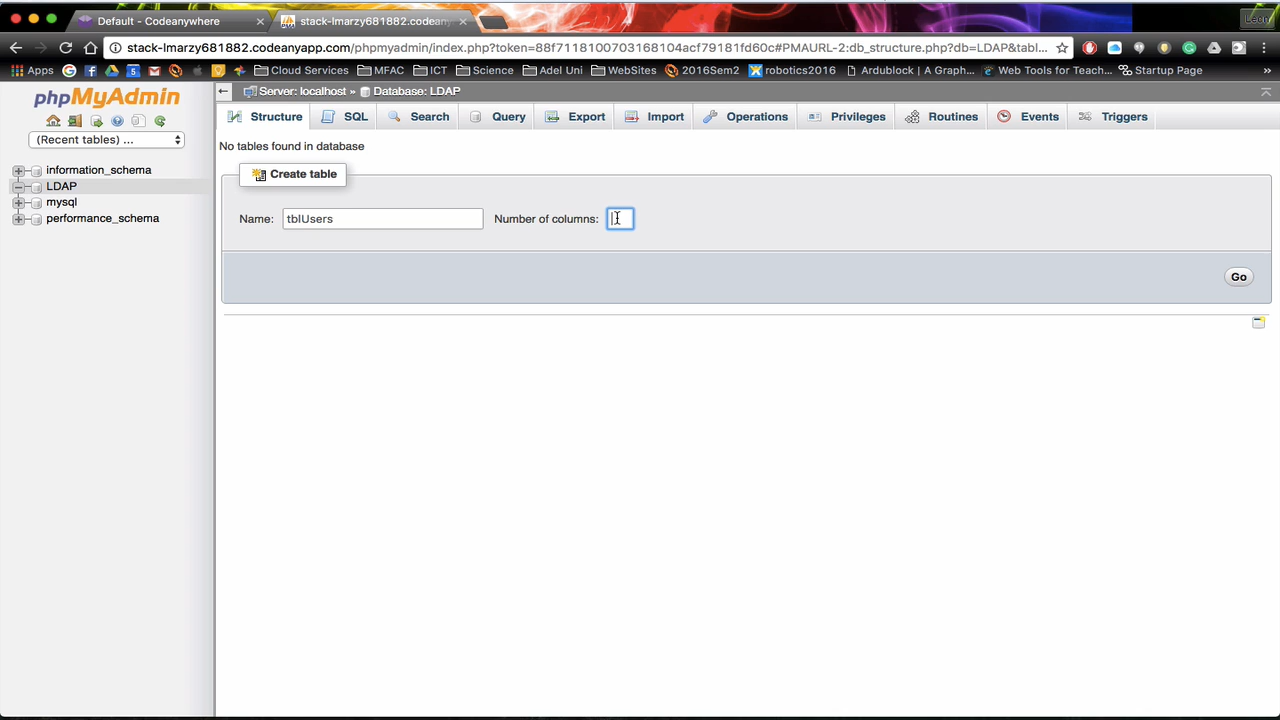 Default - Codeanywhere
stack-lmarzy681882.codeany
Leon
stack-lmarzy681882.codeanyapp.com/phpmyadmin/index.php?token=88f7118100703168104acf79181fd60c#PMAURL-2:db_structure.php?db=LDAP&tabl...
Apps
Cloud Services
MFAC
ICT
Science
Adel Uni
WebSites
2016Sem2
robotics2016
Ardublock | A Graph...
Web Tools for Teach...
Startup Page
»
phpMyAdmin
(Recent tables) ...
information_schema
LDAP
mysql
performance_schema
Server: localhost » Database: LDAP
Structure
SQL
Search
Query
Export
Import
Operations
Privileges
Routines
Events
Triggers
No tables found in database
Create table
Name: tblUsers Number of columns:
Go